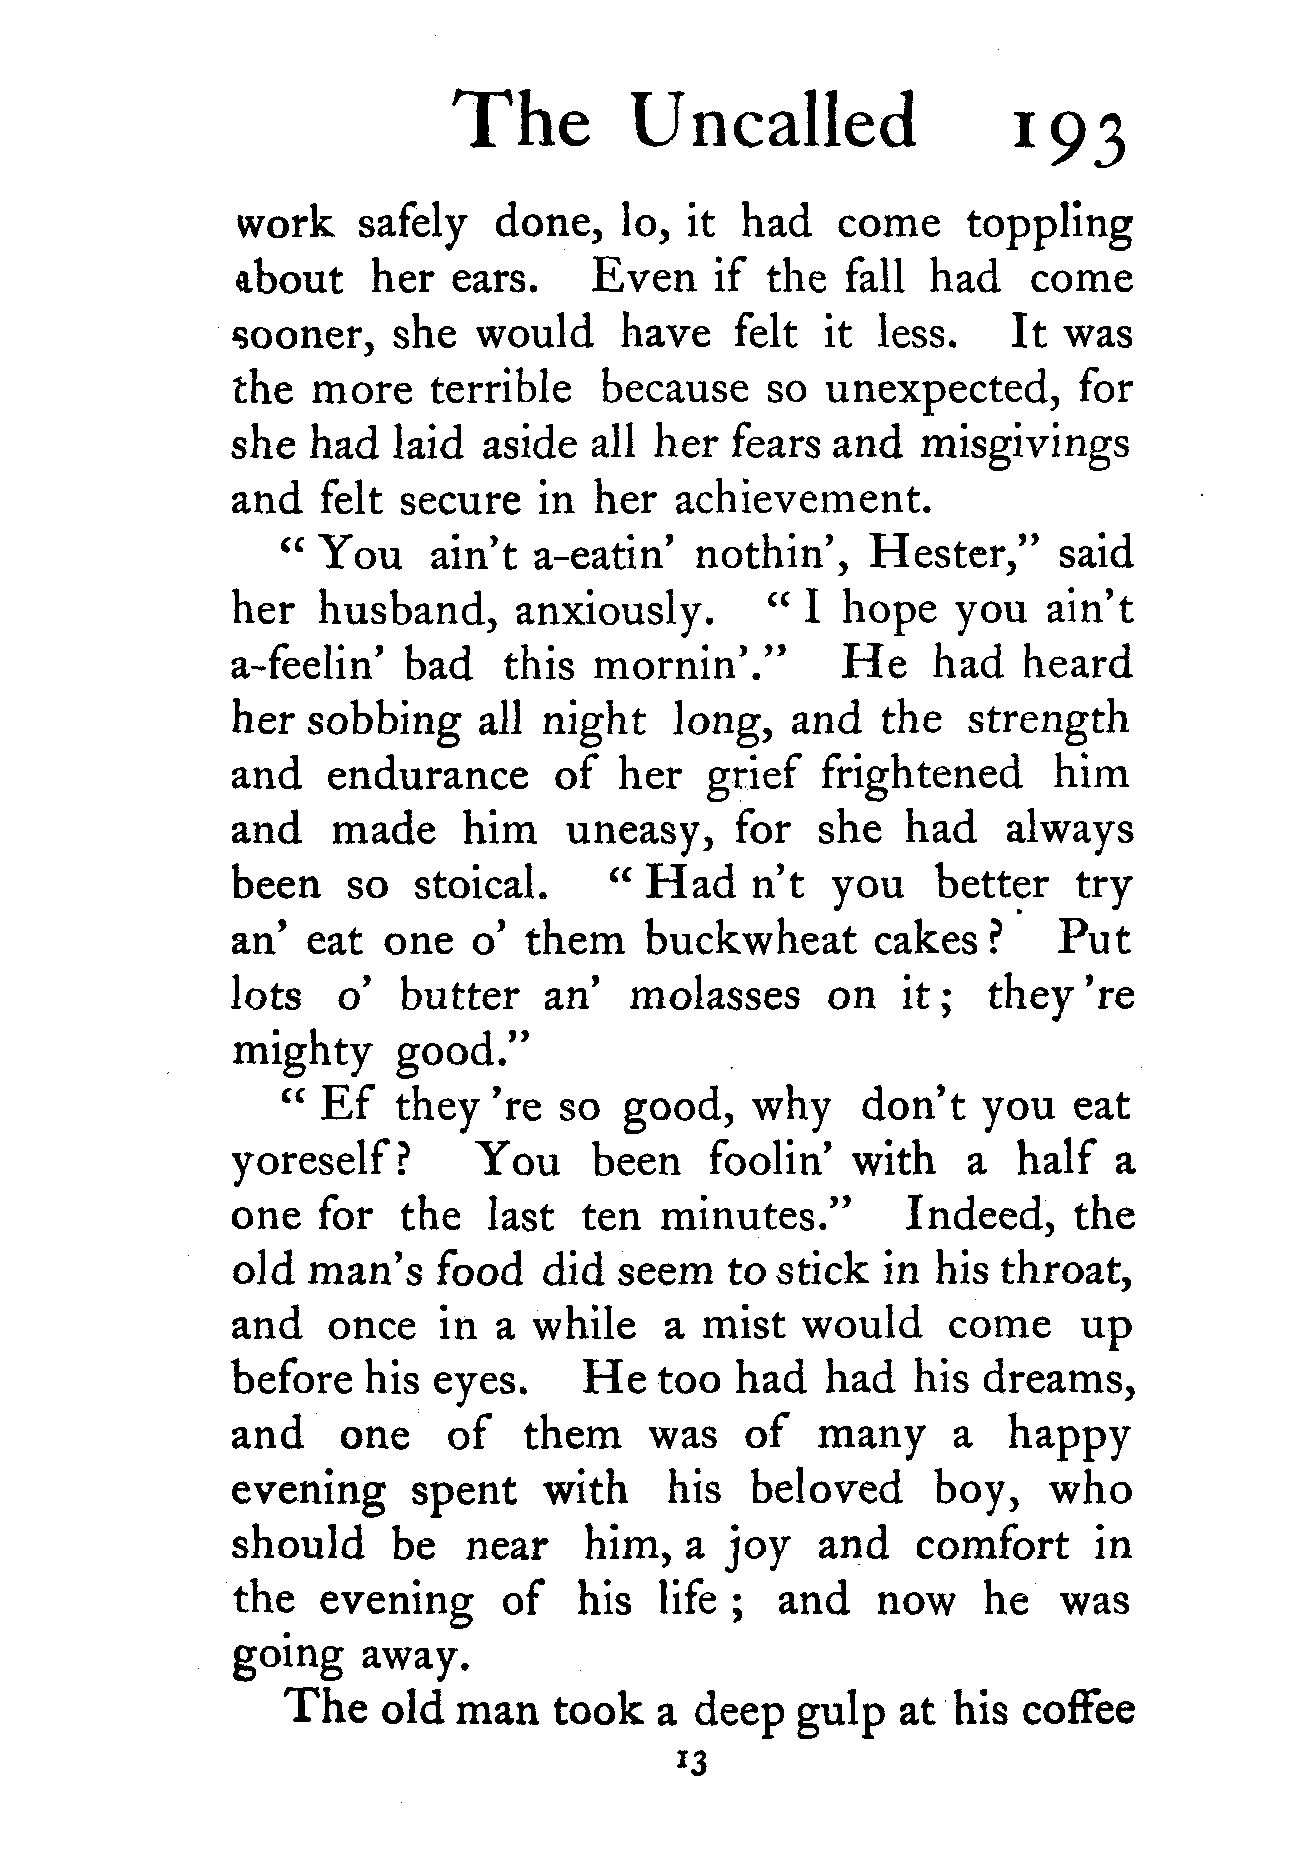 The Uncalled 193
work safely done, lo, it had come toppling
about her ears. Even if the fall had come
sooner, she would have felt it less. It was
the more terrible because so unexpected, for
she had laid aside all her fears and misgivings
and felt secure in her achievement.
“ You ain’t a-eatin’ nothin’, Hester,” said
her husband, anxiously. “ I hope you ain’t
a-feelin’ bad this mornin’.” He had heard
her sobbing all night long, and the strength
and endurance of her grief frightened him
and made him uneasy, for she had always
been so stoical. “ Had n’t you better try
an’ eat one o’ them buckwheat cakes ? Put
lots o’ butter an’ molasses on it ; they ’re
mighty good.”
“ Ef they ’re so good, why don’t you eat
yoreself ? You been foolin’ with a half a
one for the last ten minutes.” Indeed, the
old man’s food did seem to stick in his throat,
and once in a while a mist would come up
before his eyes. He too had had his dreams,
and one of them was of many a happy
evening spent with his beloved boy, who
should be near him, a joy and comfort in
the evening of his life ; and now he was
going away.
The old man took a deep gulp at his coffee
13